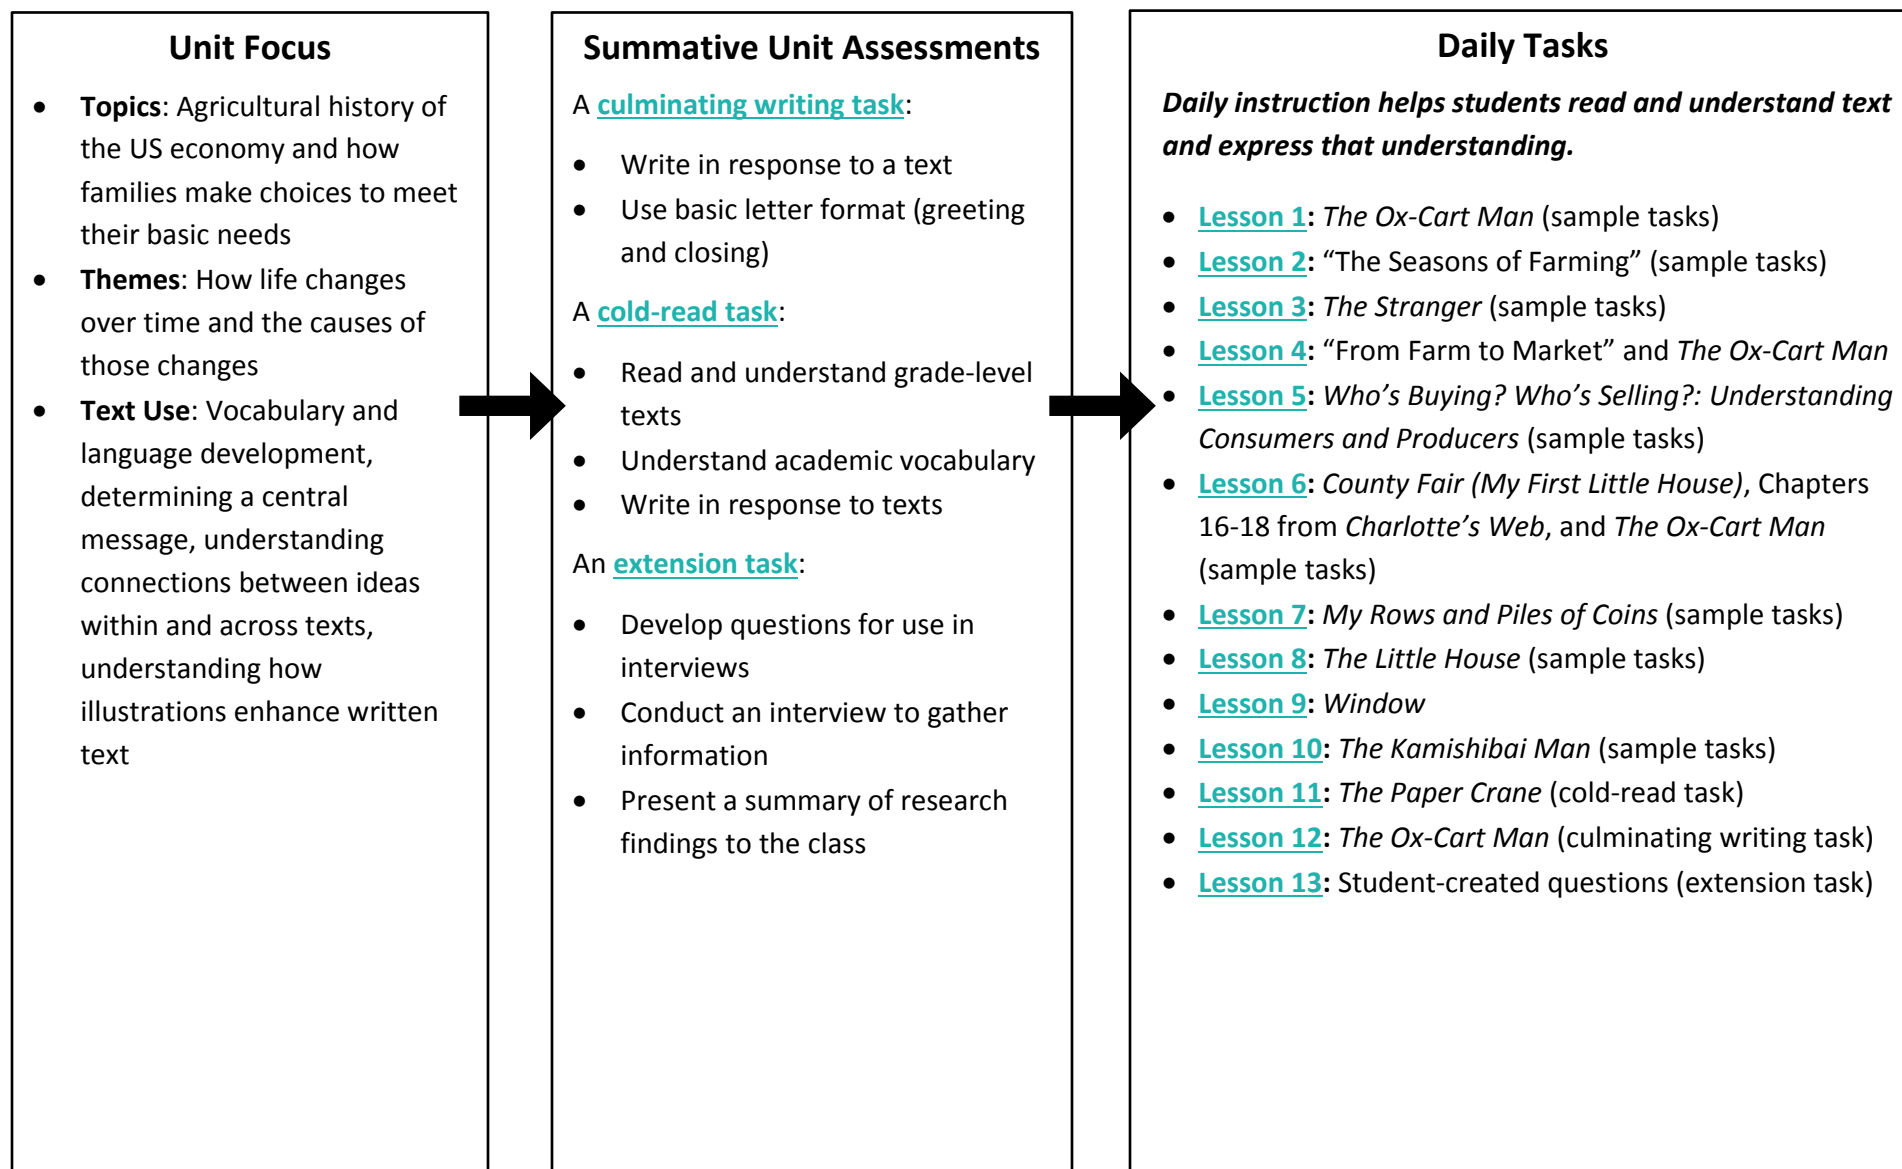 Unit Focus
• Topics: Agricultural history of
the US economy and how
families make choices to meet
their basic needs
• Themes: How life changes
over time and the causes of
those changes
• Text Use: Vocabulary and
language development,
determining a central
message, understanding
connections between ideas
within and across texts,
understanding how
illustrations enhance written
text
Summative Unit Assessments
A culminating writing task:
• Write in response to a text
• Use basic letter format (greeting
and closing)
A cold-read task:
• Read and understand grade-level
texts
• Understand academic vocabulary
• Write in response to texts
An extension task:
• Develop questions for use in
interviews
• Conduct an interview to gather
information
• Present a summary of research
findings to the class
Daily Tasks
Daily instruction helps students read and understand text
and express that understanding.
• Lesson 1: The Ox-Cart Man (sample tasks)
• Lesson 2: “The Seasons of Farming” (sample tasks)
• Lesson 3: The Stranger (sample tasks)
• Lesson 4: “From Farm to Market” and The Ox-Cart Man
• Lesson 5: Who’s Buying? Who’s Selling?: Understanding
Consumers and Producers (sample tasks)
• Lesson 6: County Fair (My First Little House), Chapters
16-18 from Charlotte’s Web, and The Ox-Cart Man
(sample tasks)
• Lesson 7: My Rows and Piles of Coins (sample tasks)
• Lesson 8: The Little House (sample tasks)
• Lesson 9: Window
• Lesson 10: The Kamishibai Man (sample tasks)
• Lesson 11: The Paper Crane (cold-read task)
• Lesson 12: The Ox-Cart Man (culminating writing task)
• Lesson 13: Student-created questions (extension task)